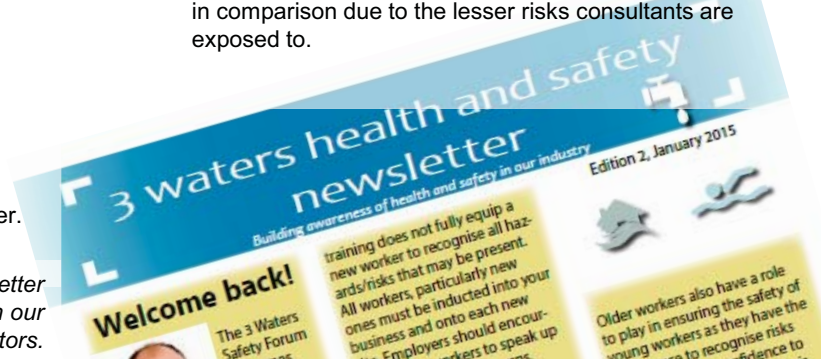 in comparison due to the lesser risks consultants are
exposed to.
er.
etter
n our
tors.
3 waters health and safety
newsletter
Building awareness of health and safety in our industry
Edition 2, January 2015
Welcome back!
The 3 Waters
Safety Forum
training does not fully equip a
new worker to recognise all haz-
ards/risks that may be present.
All workers, particularly new
ones must be inducted into your
business and onto each new
Employers should encour-
workers to speak up
Older workers also have a role
to play in ensuring the safety of
young workers as they have the
to recognise risks